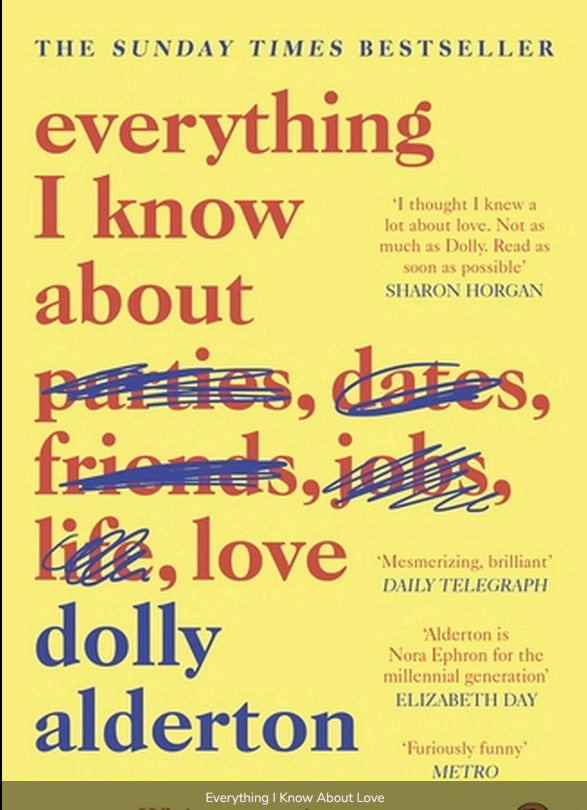 THE SUNDAY TIMES BESTSELLER
everything
I know
about
parties, dates,
friends, jobs,
life, love
dolly
alderton
‘I thought I knew a
lot about love. Not as
much as Dolly. Read as
soon as possible’
SHARON HORGAN
‘Mesmerizing, brilliant’
DAILY TELEGRAPH
‘Alderton is
Nora Ephron for the
millennial generation’
ELIZABETH DAY
‘Furiously funny’
METRO
Everything I Know About Love